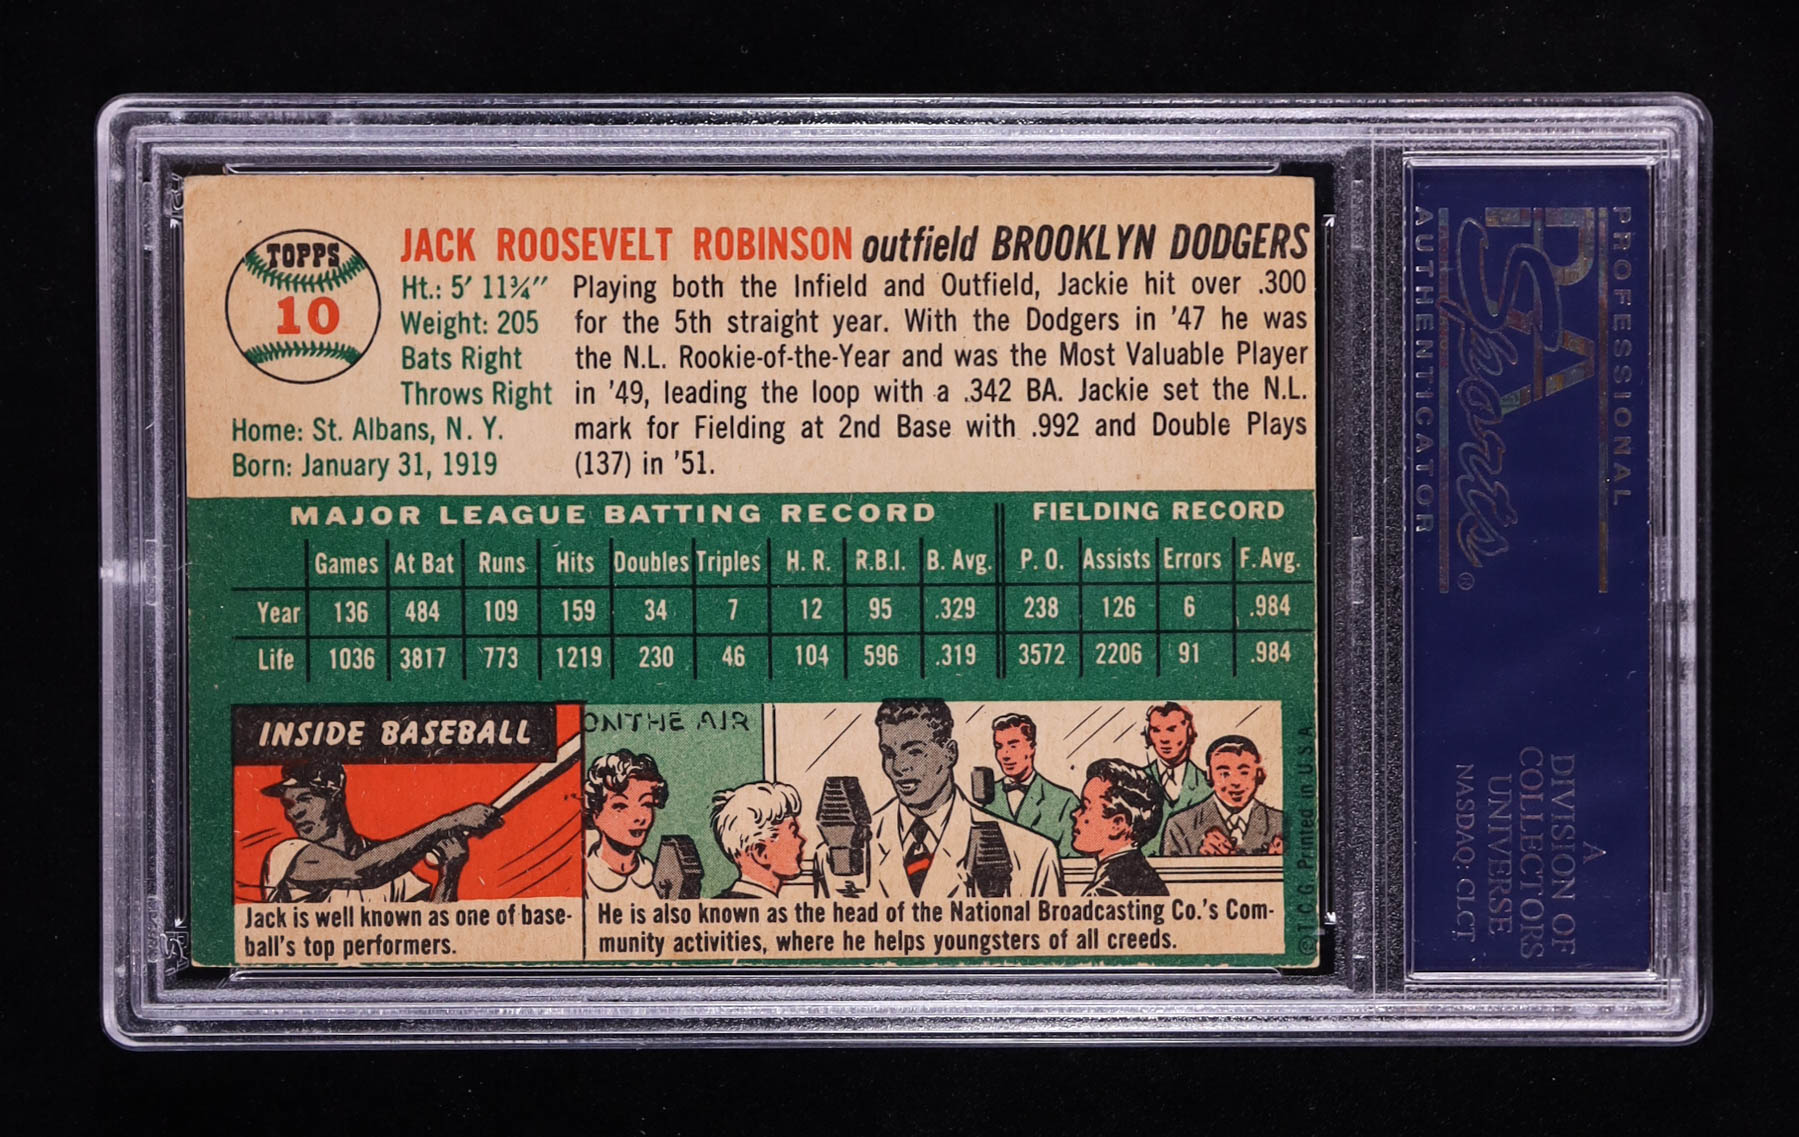 TOPPS
10
JACK ROOSEVELT ROBINSON outfield BROOKLYN DODGERS
Ht.: 5′ 11¾″
Weight: 205
Bats Right
Throws Right
Home: St. Albans, N. Y.
Born: January 31, 1919
Playing both the Infield and Outfield, Jackie hit over .300
for the 5th straight year. With the Dodgers in '47 he was
the N.L. Rookie-of-the-Year and was the Most Valuable Player
in '49, leading the loop with a .342 BA. Jackie set the N.L.
mark for Fielding at 2nd Base with .992 and Double Plays
(137) in '51.
MAJOR LEAGUE BATTING RECORD FIELDING RECORD
Games At Bat Runs Hits Doubles Triples H. R. R.B.I. B. Avg. P. O. Assists Errors F. Avg.
Year 136 484 109 159 34 7 12 95 .329 238 126 6 .984
Life 1036 3817 773 1219 230 46 104 596 .319 3572 2206 91 .984
INSIDE BASEBALL
Jack is well known as one of base-
ball's top performers.
ON THE AIR
He is also known as the head of the National Broadcasting Co.'s Com-
munity activities, where he helps youngsters of all creeds.
© T.C.G. Printed in U.S.A.
PROFESSIONAL
PSA
Sports
®
AUTHENTICATOR
A
DIVISION OF
COLLECTORS
UNIVERSE
NASDAQ: CLCT